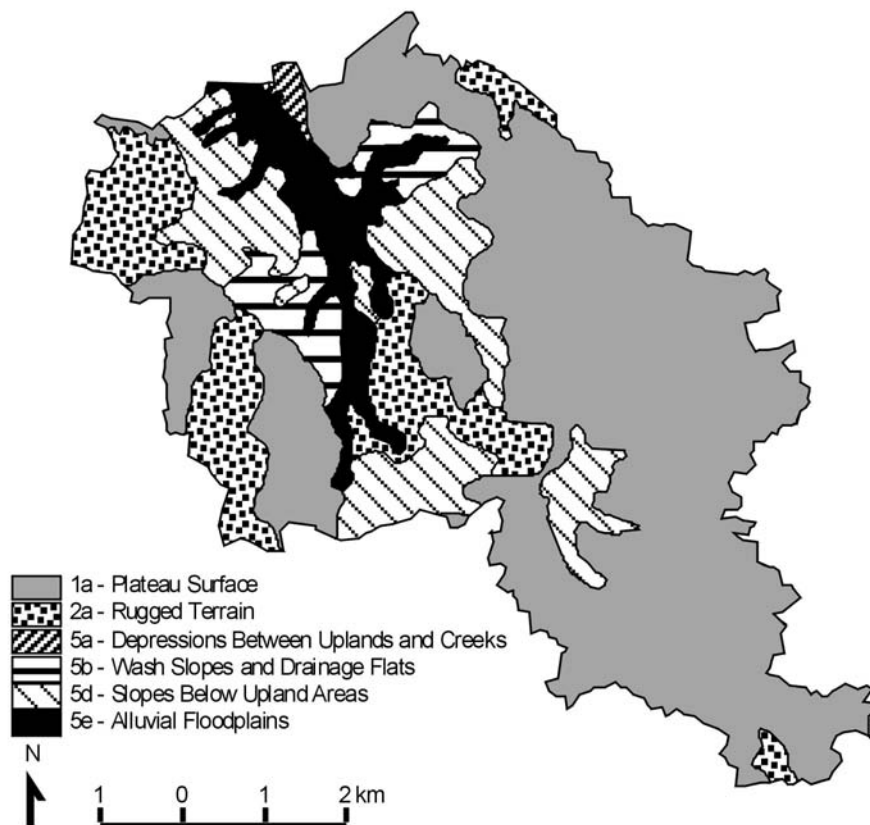 1a - Plateau Surface
2a - Rugged Terrain
5a - Depressions Between Uplands and Creeks
5b - Wash Slopes and Drainage Flats
5d - Slopes Below Upland Areas
5e - Alluvial Floodplains
N
1 0 1 2 km